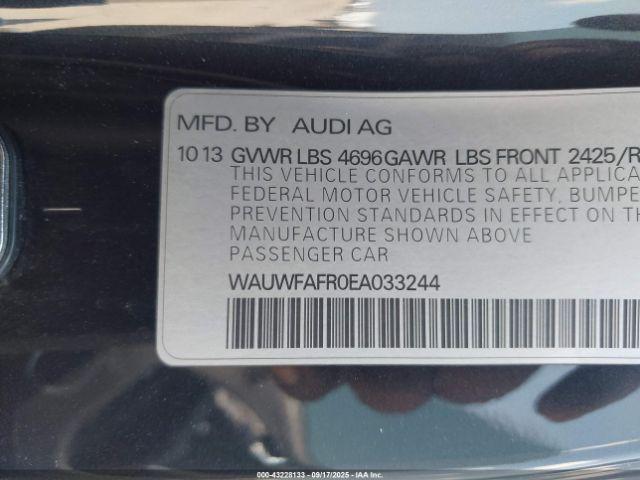 MFD. BY AUDI AG
10 13 GVWR LBS 4696 GAWR LBS FRONT 2425/R
THIS VEHICLE CONFORMS TO ALL APPLICA
FEDERAL MOTOR VEHICLE SAFETY, BUMPE
PREVENTION STANDARDS IN EFFECT ON TH
MANUFACTURE SHOWN ABOVE
PASSENGER CAR
WAUWFAFR0EA033244
000-43228133 - 09/17/2025 - IAA Inc.